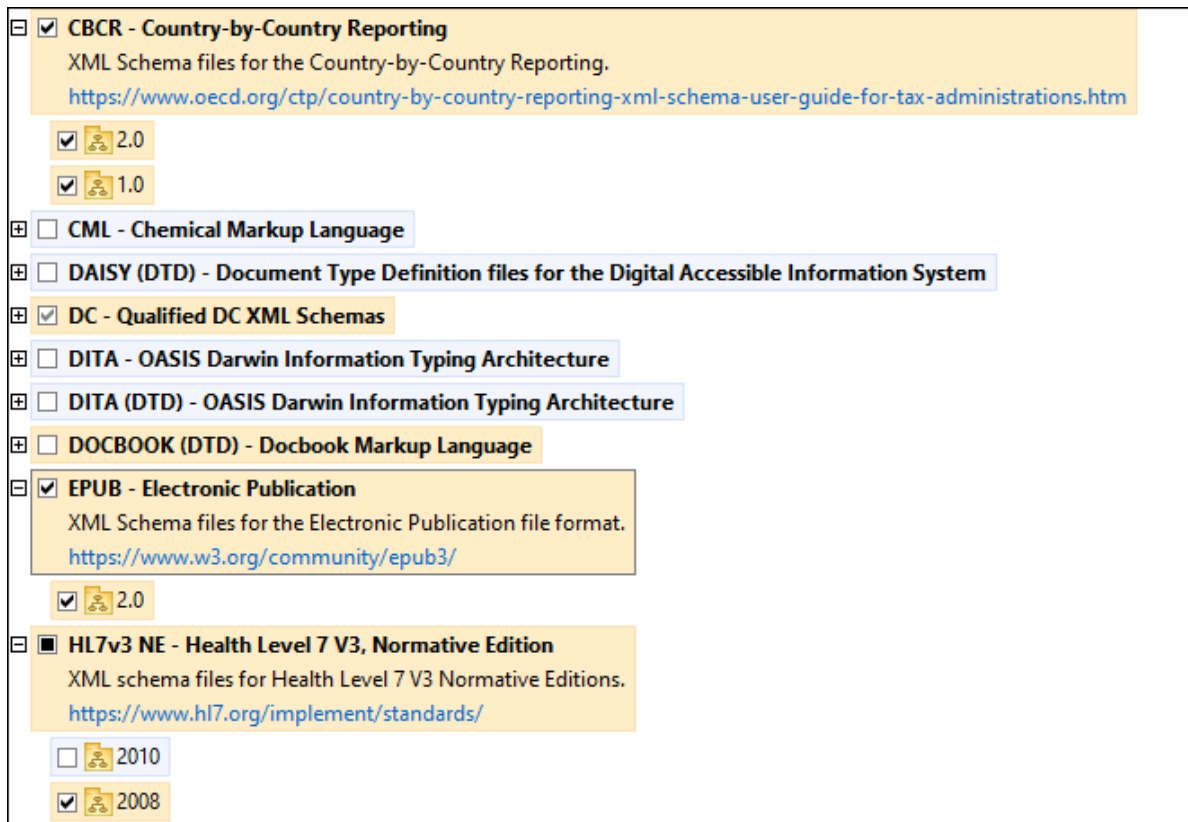 CBCR - Country-by-Country Reporting
XML Schema files for the Country-by-Country Reporting.
https://www.oecd.org/ctp/country-by-country-reporting-xml-schema-user-guide-for-tax-administrations.htm
2.0
1.0
CML - Chemical Markup Language
DAISY (DTD) - Document Type Definition files for the Digital Accessible Information System
DC - Qualified DC XML Schemas
DITA - OASIS Darwin Information Typing Architecture
DITA (DTD) - OASIS Darwin Information Typing Architecture
DOCBOOK (DTD) - Docbook Markup Language
EPUB - Electronic Publication
XML Schema files for the Electronic Publication file format.
https://www.w3.org/community/epub3/
2.0
HL7v3 NE - Health Level 7 V3, Normative Edition
XML schema files for Health Level 7 V3 Normative Editions.
https://www.hl7.org/implement/standards/
2010
2008